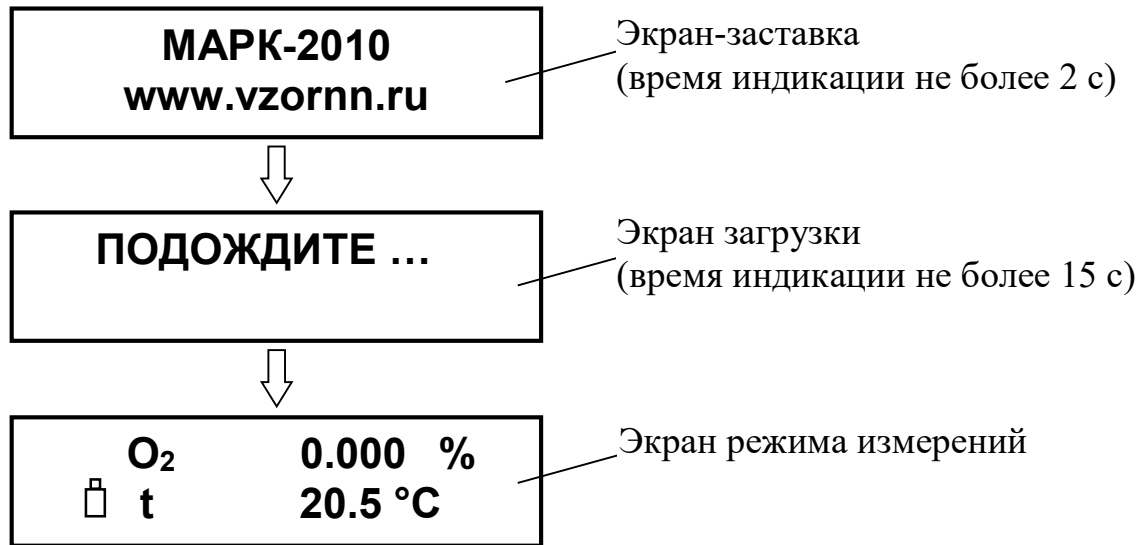 МАРК-2010
www.vzornn.ru
Экран-заставка
(время индикации не более 2 с)
ПОДОЖДИТЕ ...
Экран загрузки
(время индикации не более 15 с)
O₂ 0.000 %
t 20.5 °C
Экран режима измерений